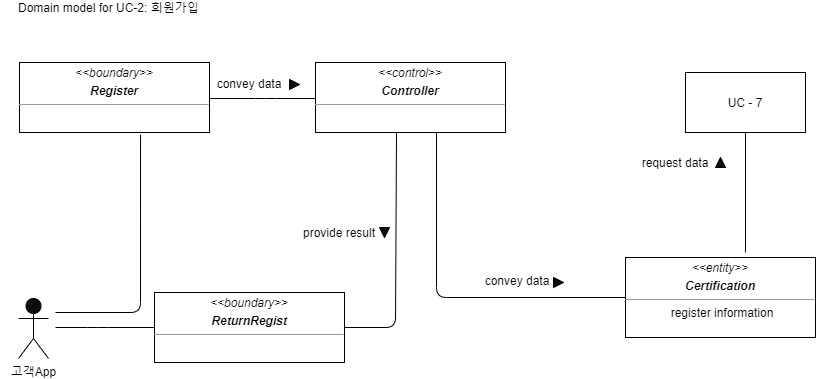 Domain model for UC-2: 회원가입
<<boundary>>
Register
convey data
<<control>>
Controller
UC - 7
request data
provide result
<<entity>>
Certification
register information
convey data
<<boundary>>
ReturnRegist
고객App